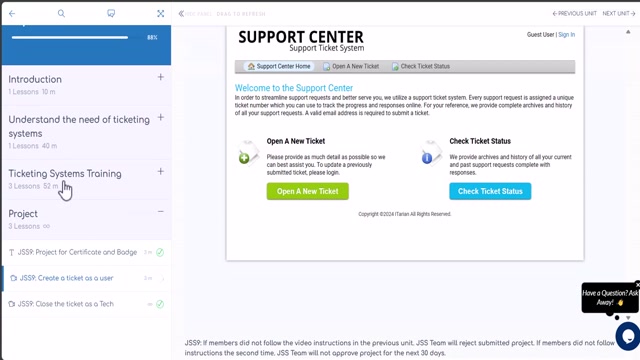 DRAG TO REFRESH
PREVIOUS UNIT
NEXT UNIT
88%
Introduction
1 Lessons 10 m
Understand the need of ticketing
systems
1 Lessons 40 m
Ticketing Systems Training
3 Lessons 52 m
Project
3 Lessons
JSS9: Project for Certificate and Badge
JSS9: Create a ticket as a user
JSS9: Close the ticket as a Tech
SUPPORT CENTER
Support Ticket System
Guest User | Sign In
Support Center Home
Open A New Ticket
Check Ticket Status
Welcome to the Support Center
In order to streamline support requests and better serve you, we utilize a support ticket system. Every support request is assigned a unique
ticket number which you can use to track the progress and responses online. For your reference, we provide complete archives and history
of all your support requests. A valid email address is required to submit a ticket.
Open A New Ticket
Please provide as much detail as possible so we
can best assist you. To update a previously
submitted ticket, please login.
Open A New Ticket
Check Ticket Status
We provide archives and history of all your current
and past support requests complete with
responses.
Check Ticket Status
Copyright ©2024 ITarian All Rights Reserved.
Have a Question? Ask
Away!
JSS9: If members did not follow the video instructions in the previous unit. JSS Team will reject submitted project. If members did not follow
instructions the second time, JSS Team will not approve project for the next 30 days.